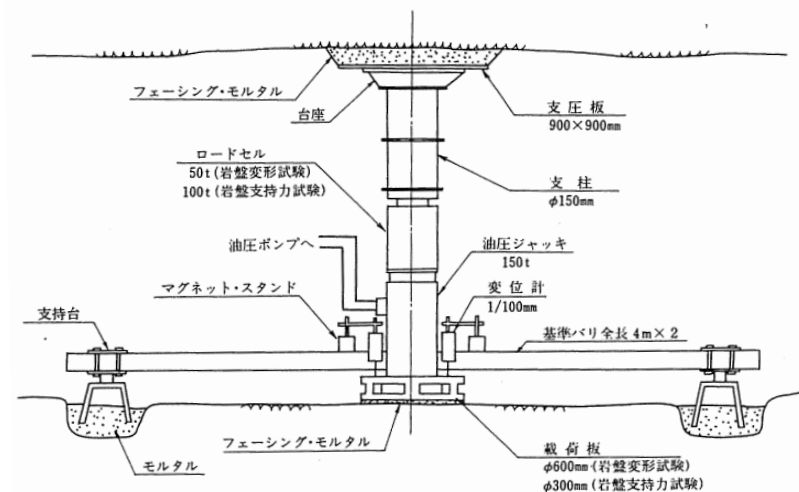 フェーシング・モルタル
台座
支圧板
900×900mm
ロードセル
50t(岩盤変形試験)
100t(岩盤支持力試験)
支柱
φ150mm
油圧ポンプへ
油圧ジャッキ
150t
マグネット・スタンド
変位計
1/100mm
支持台
基準バリ全長4m×2
フェーシング・モルタル
モルタル
載荷板
φ600mm(岩盤変形試験)
φ300mm(岩盤支持力試験)